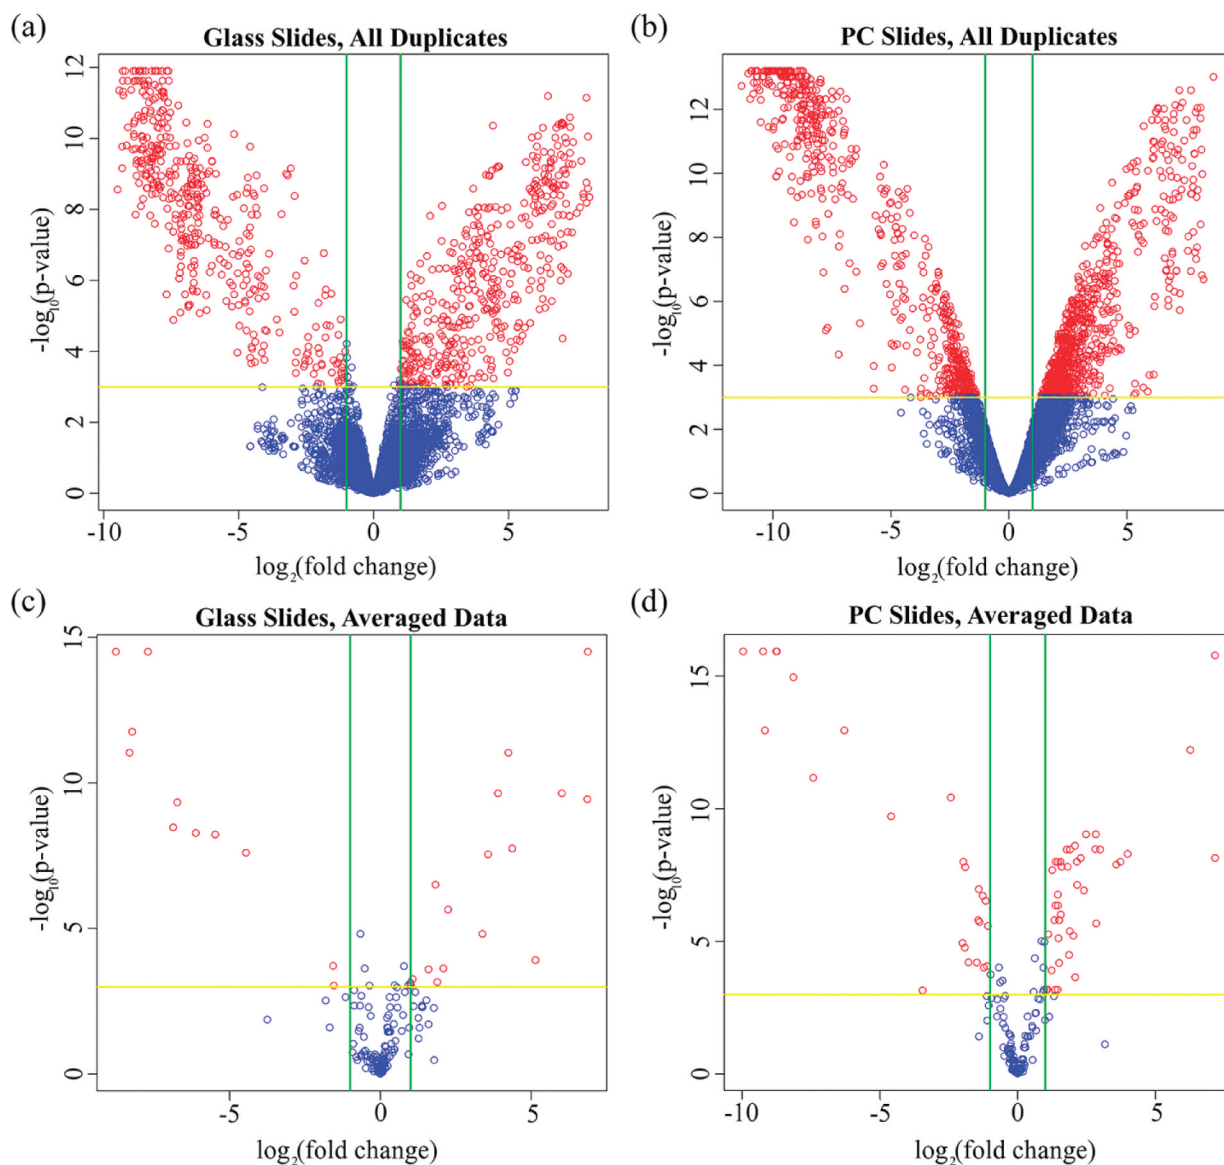 (a)
Glass Slides, All Duplicates
12
10
8
6
4
2
0
-log10(p-value)
-10
-5
0
5
log2(fold change)
(b)
PC Slides, All Duplicates
12
10
8
6
4
2
0
-log10(p-value)
-10
-5
0
5
log2(fold change)
(c)
Glass Slides, Averaged Data
15
10
5
0
-log10(p-value)
-5
0
5
log2(fold change)
(d)
PC Slides, Averaged Data
15
10
5
0
-log10(p-value)
-10
-5
0
5
log2(fold change)